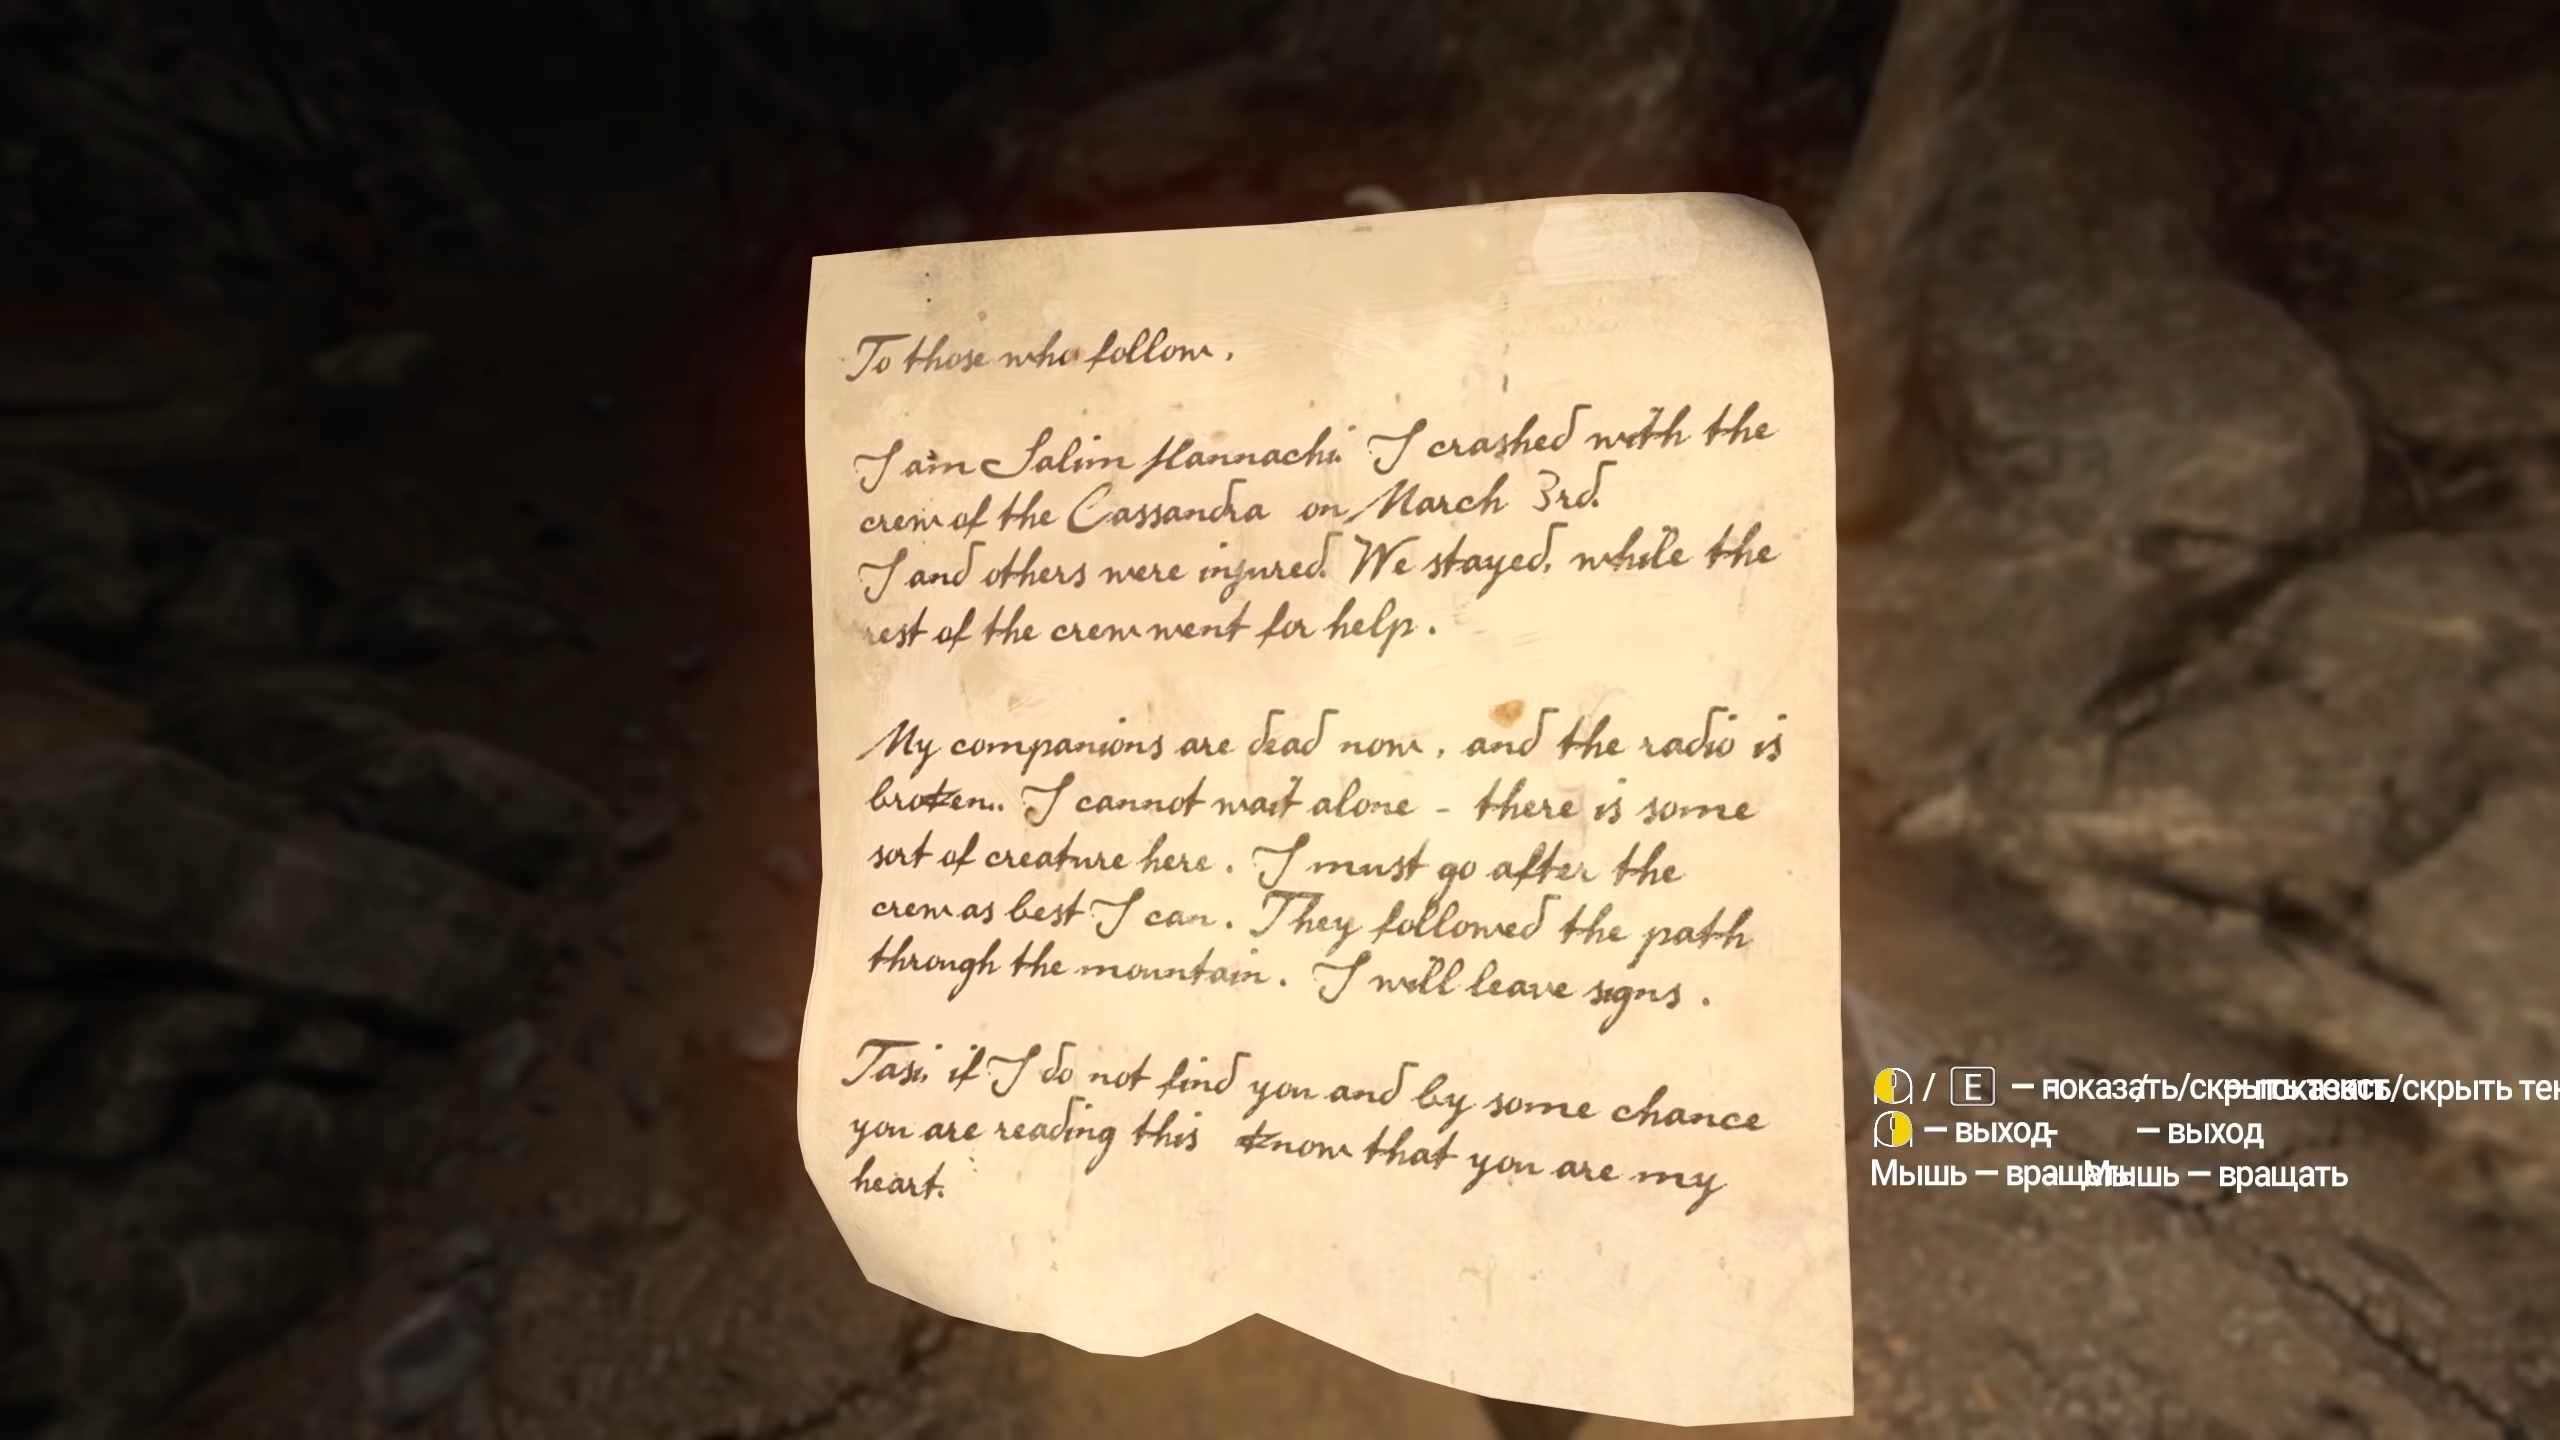 To those who follow,
I am Salim Hannachi. I crashed with the
crew of the Cassandra on March 3rd.
I and others were injured. We stayed, while the
rest of the crew went for help.
My companions are dead now, and the radio is
broken.. I cannot wait alone - there is some
sort of creature here. I must go after the
crew as best I can. They followed the path
through the mountain. I will leave signs.
Tasi, if I do not find you and by some chance
you are reading this know that you are my
heart.
/ E — показать/скрыть текст
— выход — выход
Мышь — вращать Мышь — вращать